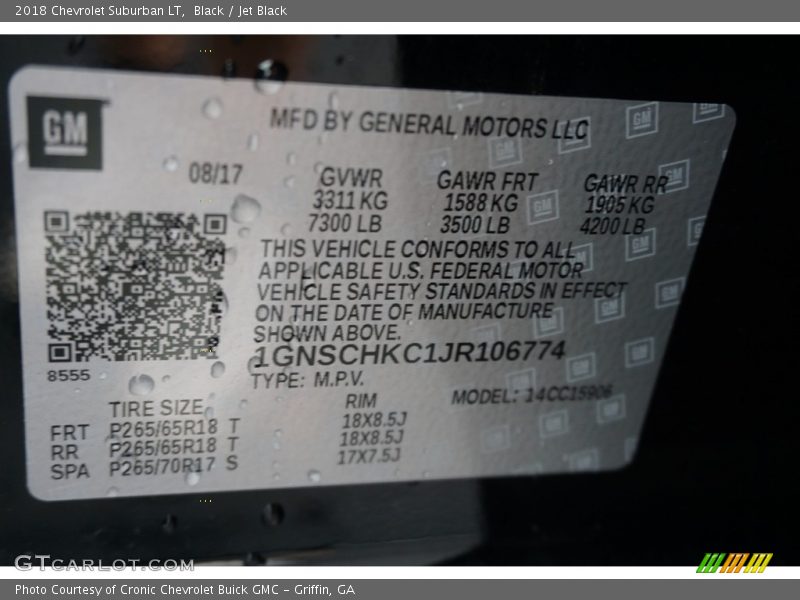 2018 Chevrolet Suburban LT,  Black / Jet Black
GM
MFD BY GENERAL MOTORS LLC
08/17
GVWR GAWR FRT GAWR RR
3311 KG 1588 KG 1905 KG
7300 LB 3500 LB 4200 LB
THIS VEHICLE CONFORMS TO ALL
APPLICABLE U.S. FEDERAL MOTOR
VEHICLE SAFETY STANDARDS IN EFFECT
ON THE DATE OF MANUFACTURE
SHOWN ABOVE.
1GNSCHKC1JR106774
8555
TYPE: M.P.V.
MODEL: 14CC15906
TIRE SIZE RIM
FRT P265/65R18 T 18X8.5J
RR P265/65R18 T 18X8.5J
SPA P265/70R17 S 17X7.5J
GTCARLOT.COM
Photo Courtesy of Cronic Chevrolet Buick GMC – Griffin, GA